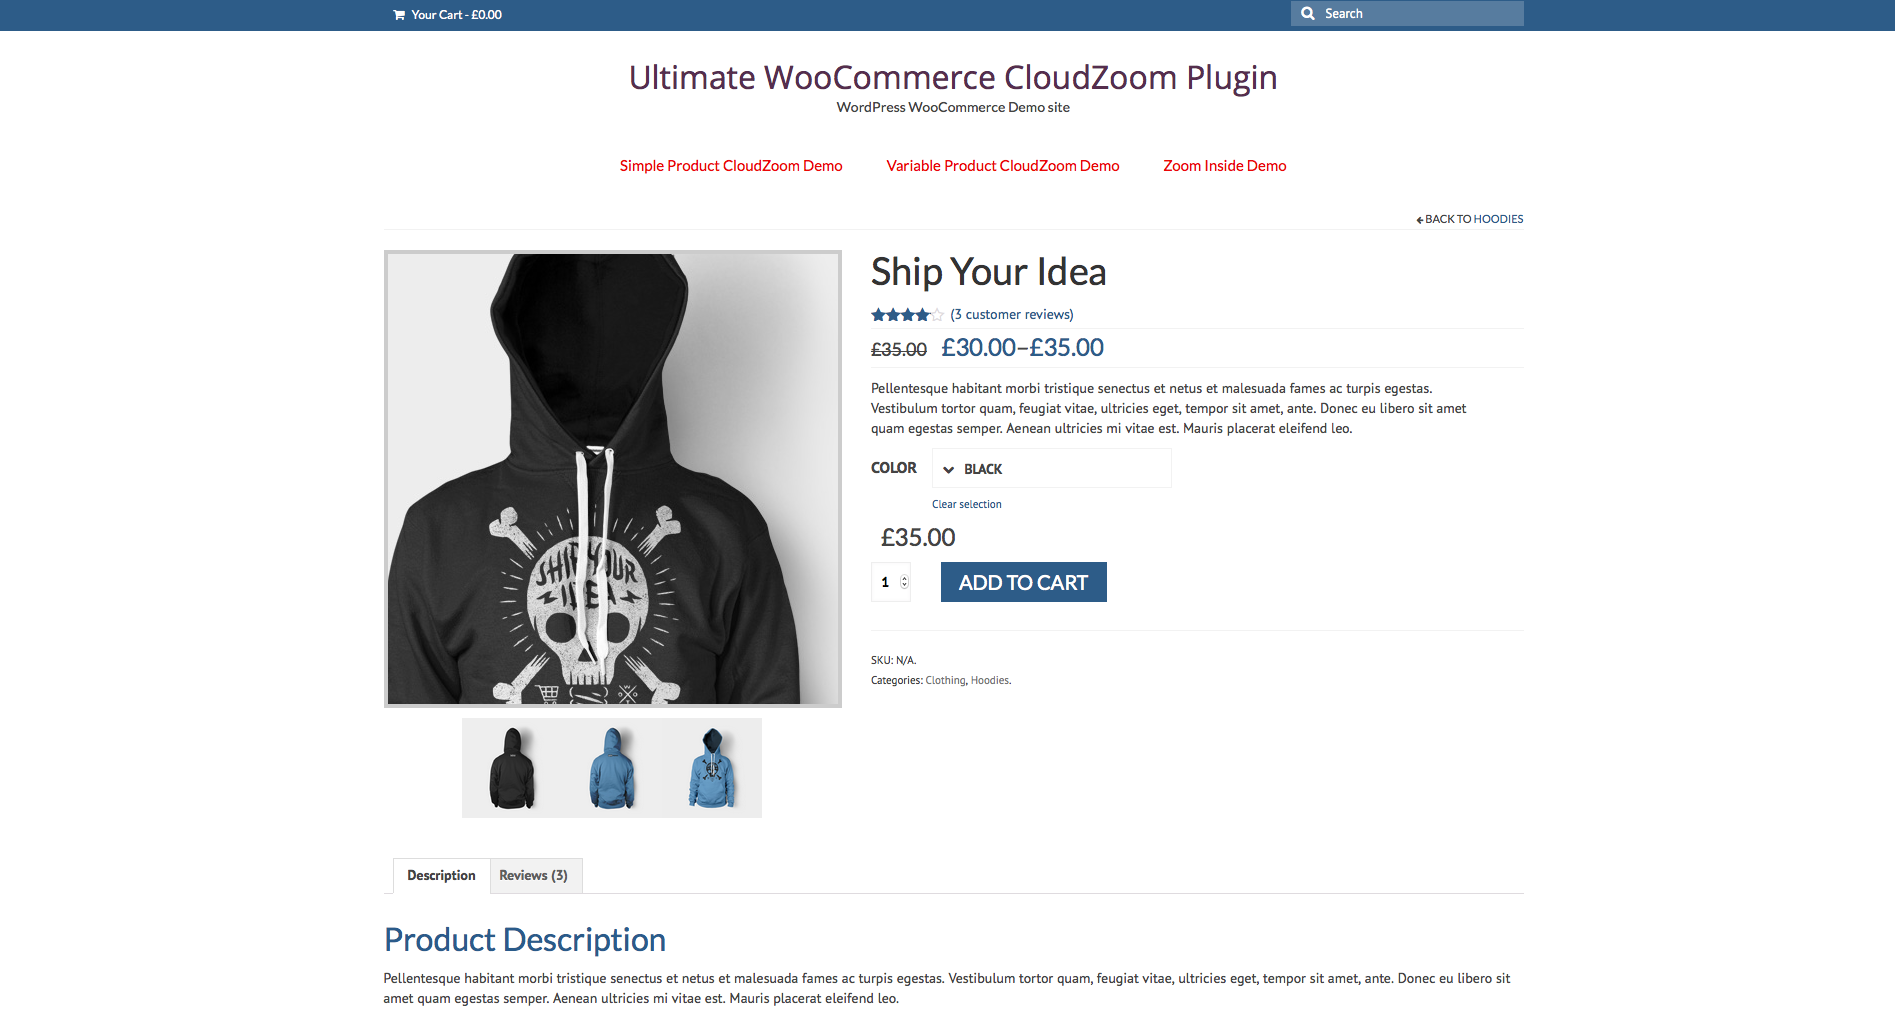 Your Cart - £0.00
Search
Ultimate WooCommerce CloudZoom Plugin
WordPress WooCommerce Demo site
Simple Product CloudZoom Demo
Variable Product CloudZoom Demo
Zoom Inside Demo
BACK TO HOODIES
Ship Your Idea
(3 customer reviews)
£35.00 £30.00–£35.00
Pellentesque habitant morbi tristique senectus et netus et malesuada fames ac turpis egestas.
Vestibulum tortor quam, feugiat vitae, ultricies eget, tempor sit amet, ante. Donec eu libero sit amet
quam egestas semper. Aenean ultricies mi vitae est. Mauris placerat eleifend leo.
COLOR
BLACK
Clear selection
£35.00
1
ADD TO CART
SKU: N/A.
Categories: Clothing, Hoodies.
SHIP YOUR
IDEA
Description
Reviews (3)
Product Description
Pellentesque habitant morbi tristique senectus et netus et malesuada fames ac turpis egestas. Vestibulum tortor quam, feugiat vitae, ultricies eget, tempor sit amet, ante. Donec eu libero sit
amet quam egestas semper. Aenean ultricies mi vitae est. Mauris placerat eleifend leo.